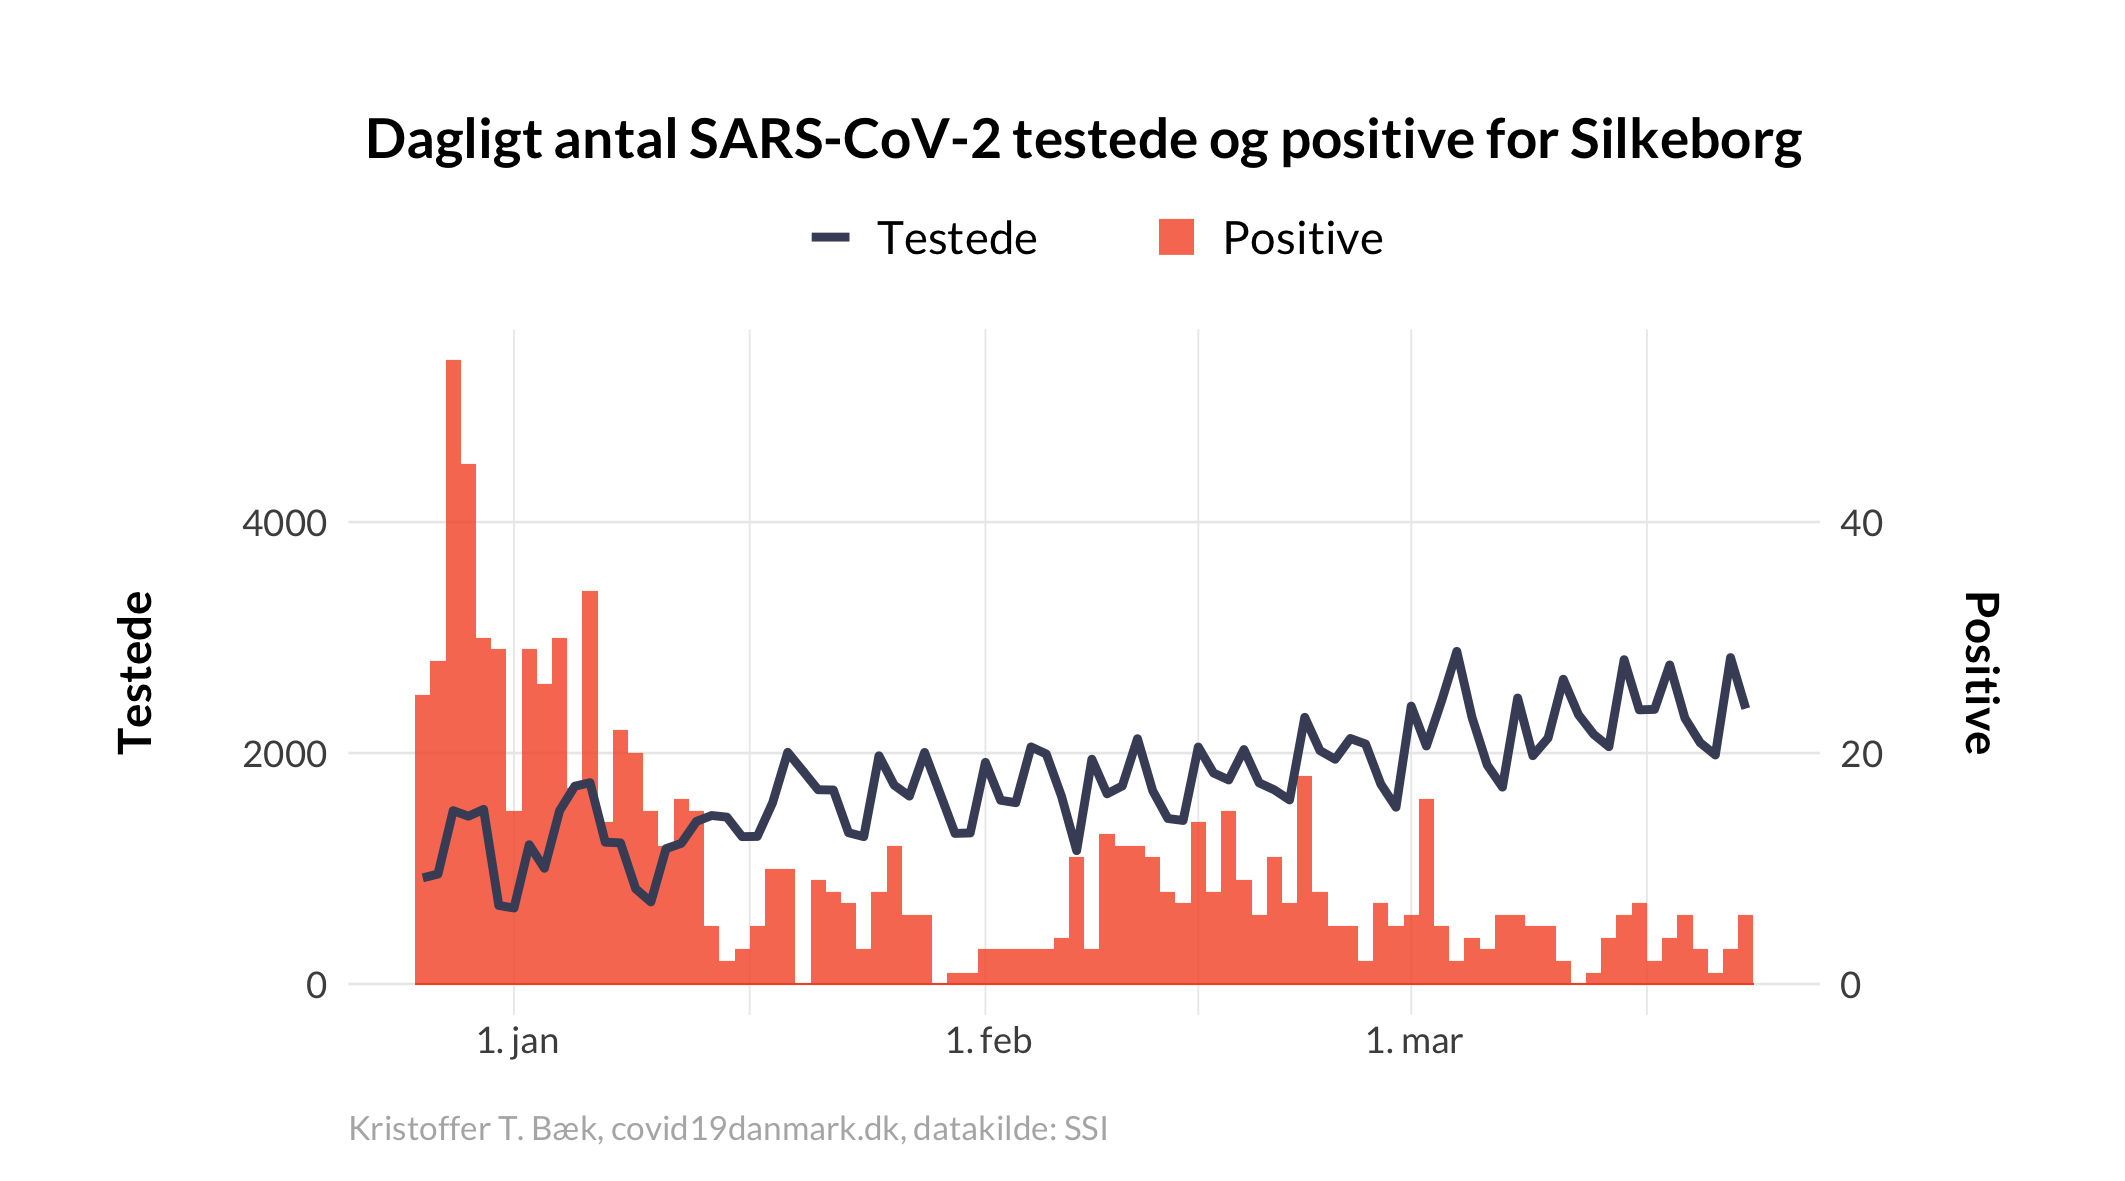 Dagligt antal SARS-CoV-2 testede og positive for Silkeborg
Testede
Positive
Testede
4000
2000
0
40
20
0
Positive
1. jan
1. feb
1. mar
Kristoffer T. Bæk, covid19danmark.dk, datakilde: SSI